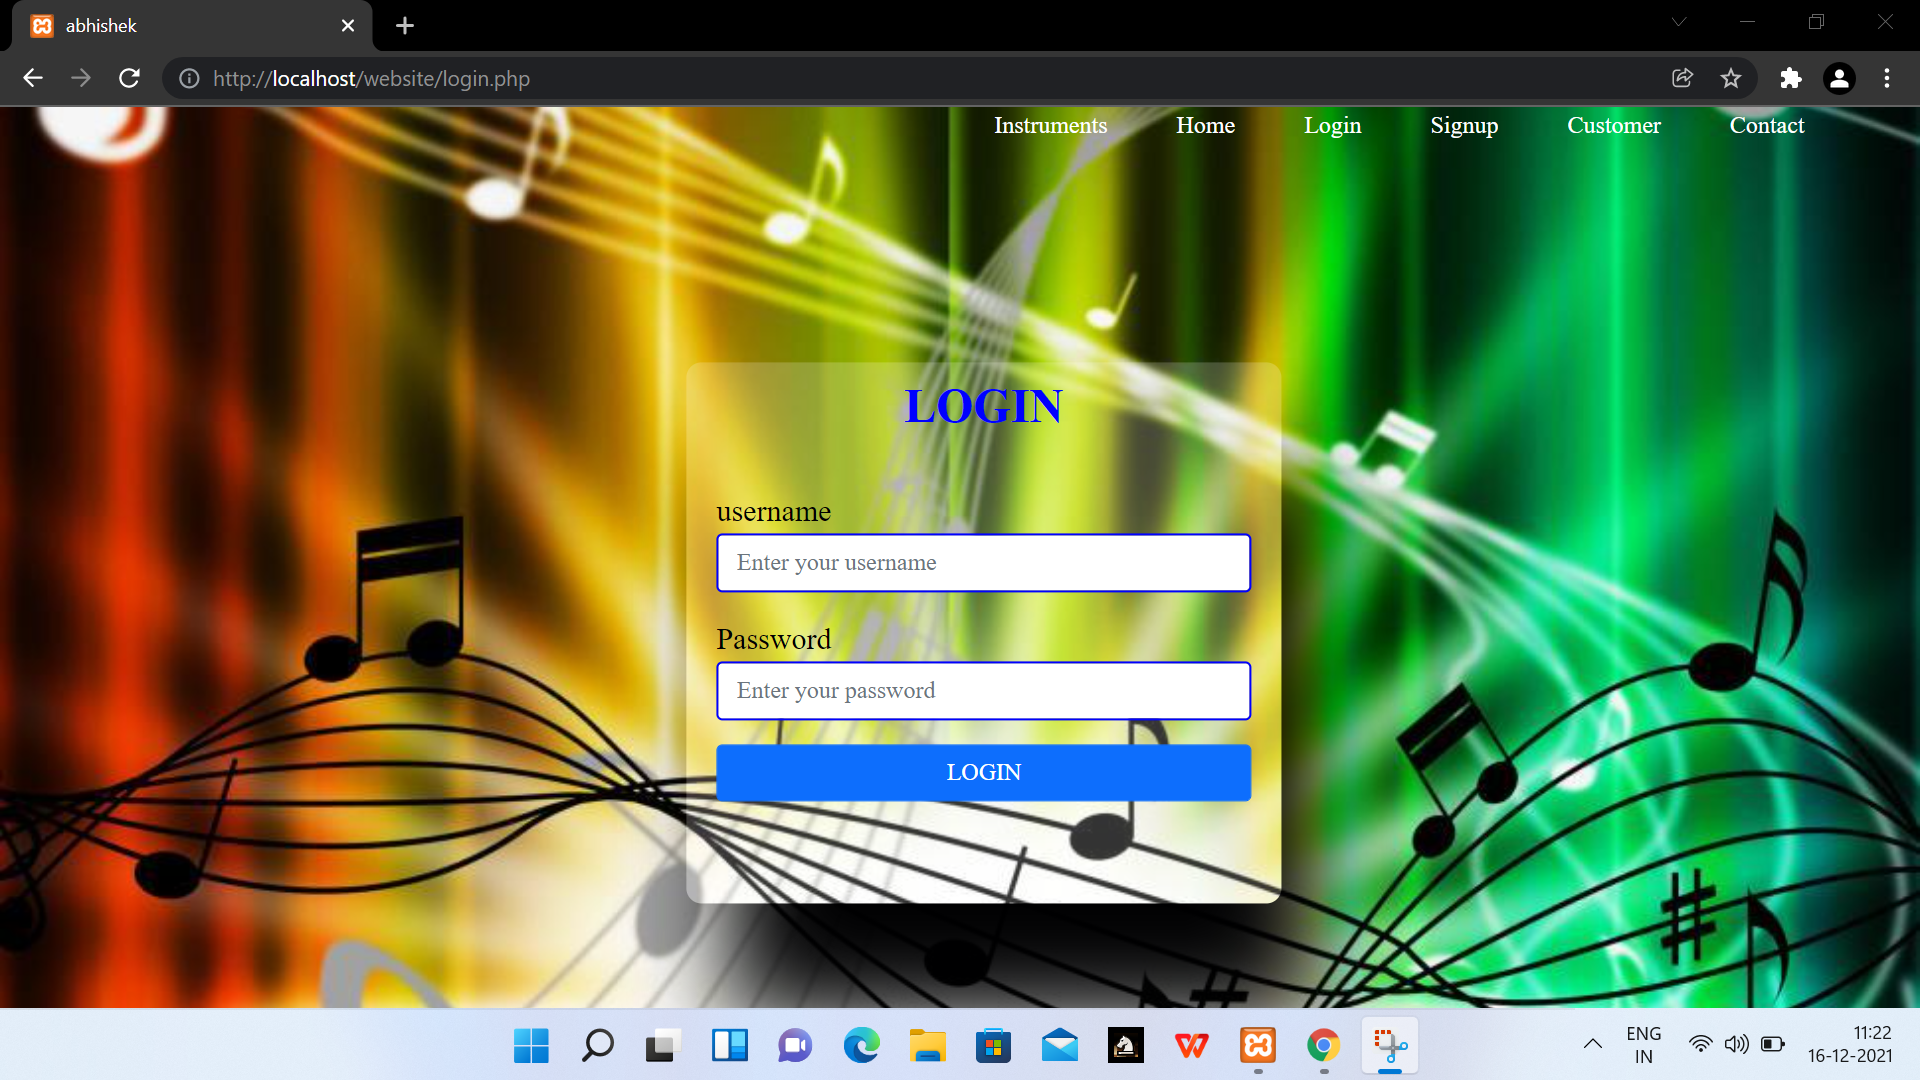 abhishek
http://localhost/website/login.php
Instruments Home Login Signup Customer Contact
LOGIN
username
Enter your username
Password
Enter your password
LOGIN
ENG
IN
11:22
16-12-2021